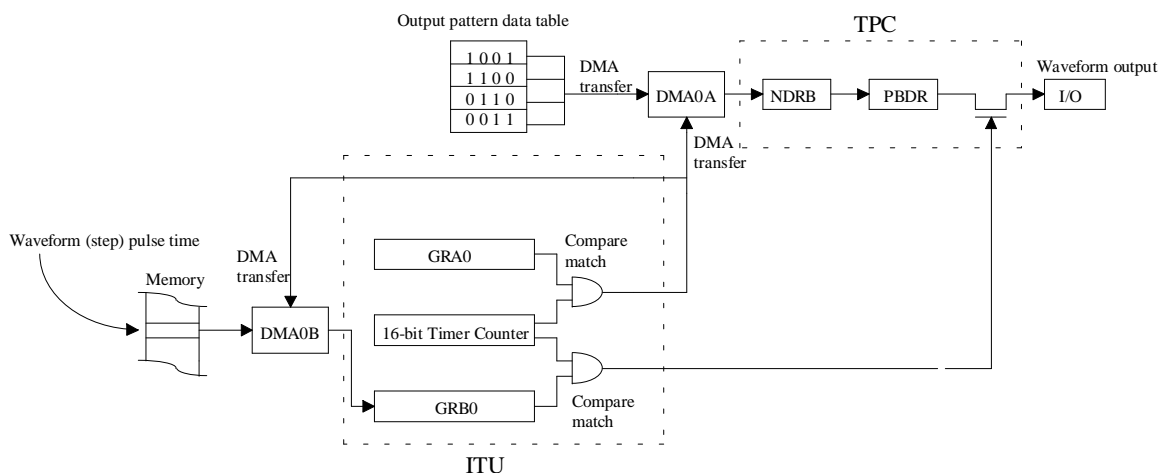 Output pattern data table
TPC
1 0 0 1
1 1 0 0
0 1 1 0
0 0 1 1
DMA
transfer
DMA0A
NDRB
PBDR
Waveform output
I/O
DMA
transfer
Waveform (step) pulse time
Memory
DMA
transfer
DMA0B
GRA0
Compare
match
16-bit Timer Counter
GRB0
Compare
match
ITU